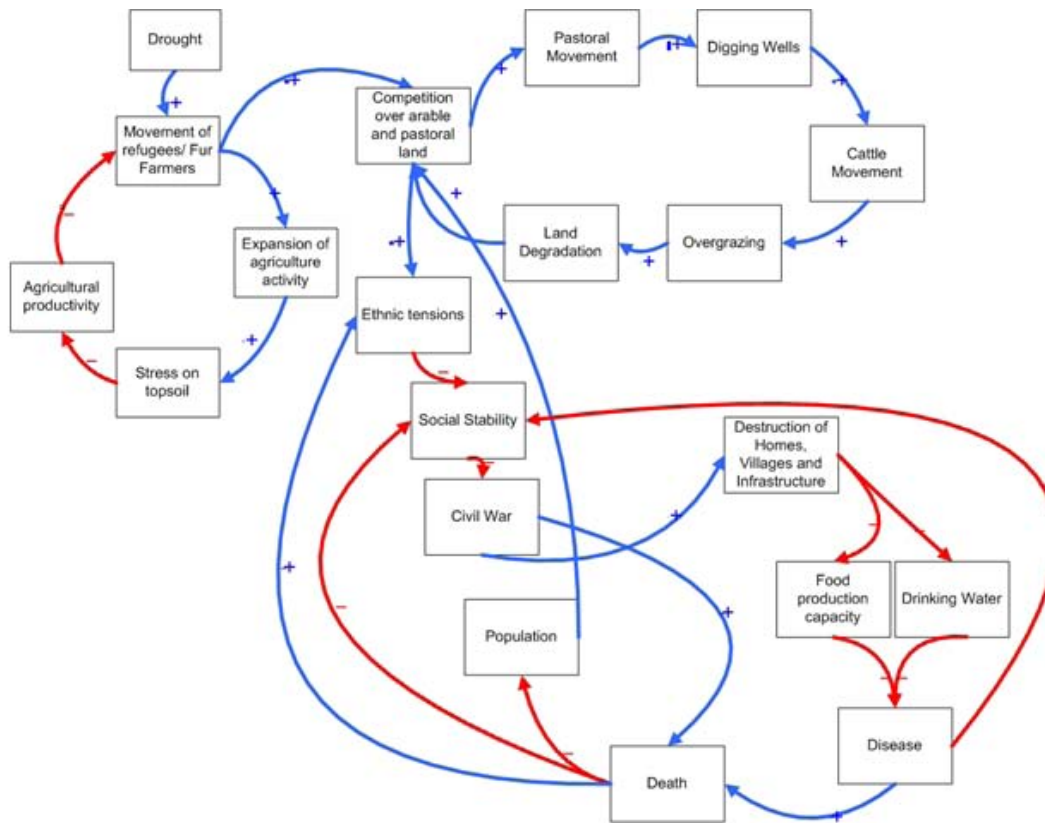 Drought
Pastoral
Movement
Digging Wells
Movement of
refugees/ Fur
Farmers
Competition
over arable
and pastoral
land
Cattle
Movement
Expansion of
agriculture
activity
Land
Degradation
Overgrazing
Agricultural
productivity
Ethnic tensions
Stress on
topsoil
Social Stability
Destruction of
Homes,
Villages and
Infrastructure
Civil War
Food
production
capacity
Drinking Water
Population
Disease
Death